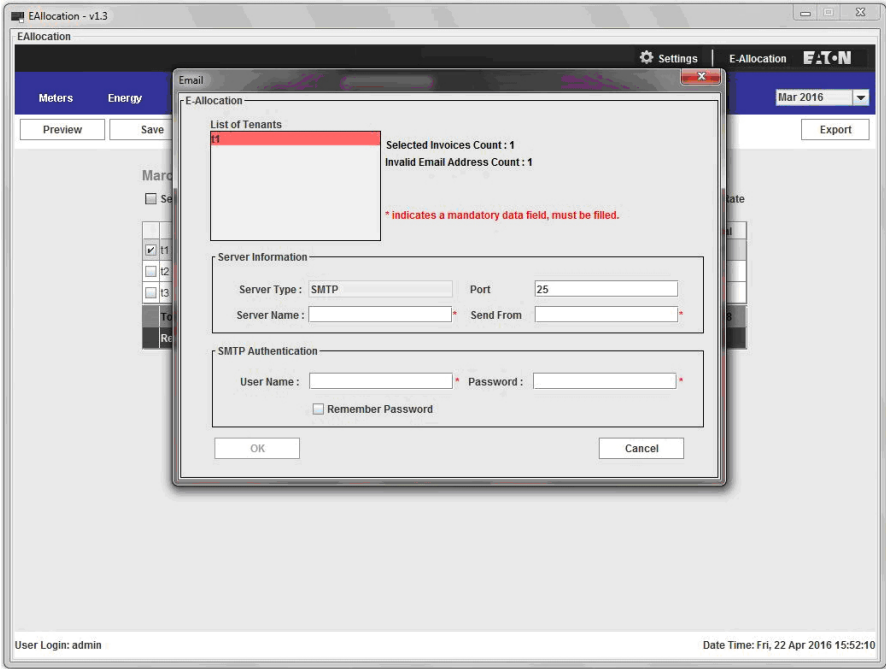 EAllocation - v1.3
EAllocation
Settings
E-Allocation
EATON
Meters
Energy
Mar 2016
Preview
Save
Export
Email
E-Allocation
List of Tenants
t1
Selected Invoices Count : 1
Invalid Email Address Count : 1
* indicates a mandatory data field, must be filled.
Server Information
Server Type : SMTP
Port 25
Server Name : *
Send From *
SMTP Authentication
User Name : *
Password : *
Remember Password
OK
Cancel
t1
t2
t3
User Login: admin
Date Time: Fri, 22 Apr 2016 15:52:10